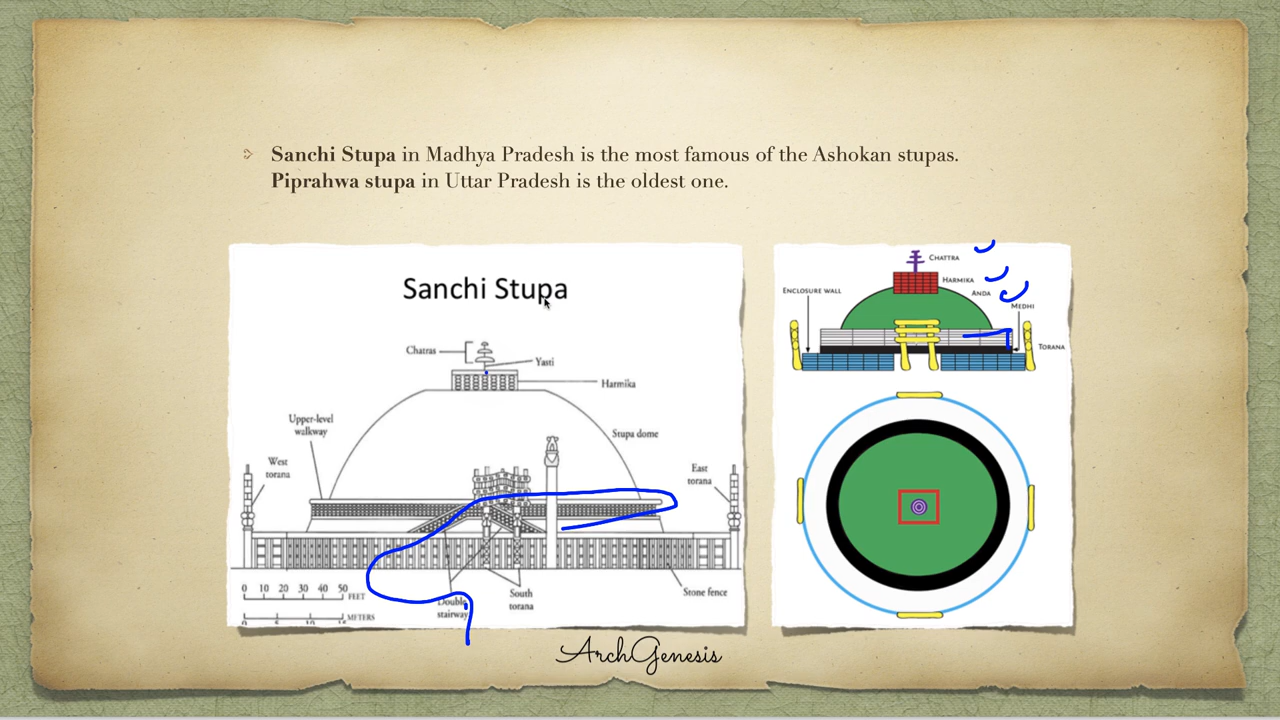 Sanchi Stupa in Madhya Pradesh is the most famous of the Ashokan stupas.
Piprahwa stupa in Uttar Pradesh is the oldest one.
Sanchi Stupa
Chatras
Yasti
Harmika
Upper-level
walkway
Stupa dome
West
torana
East
torana
0 10 20 30 40 50
FEET
METERS
Double
stairway
South
torana
Stone fence
CHATTRA
HARMIKA
ANDA
ENCLOSURE WALL
MEDHI
TORANA
ArchGenesis